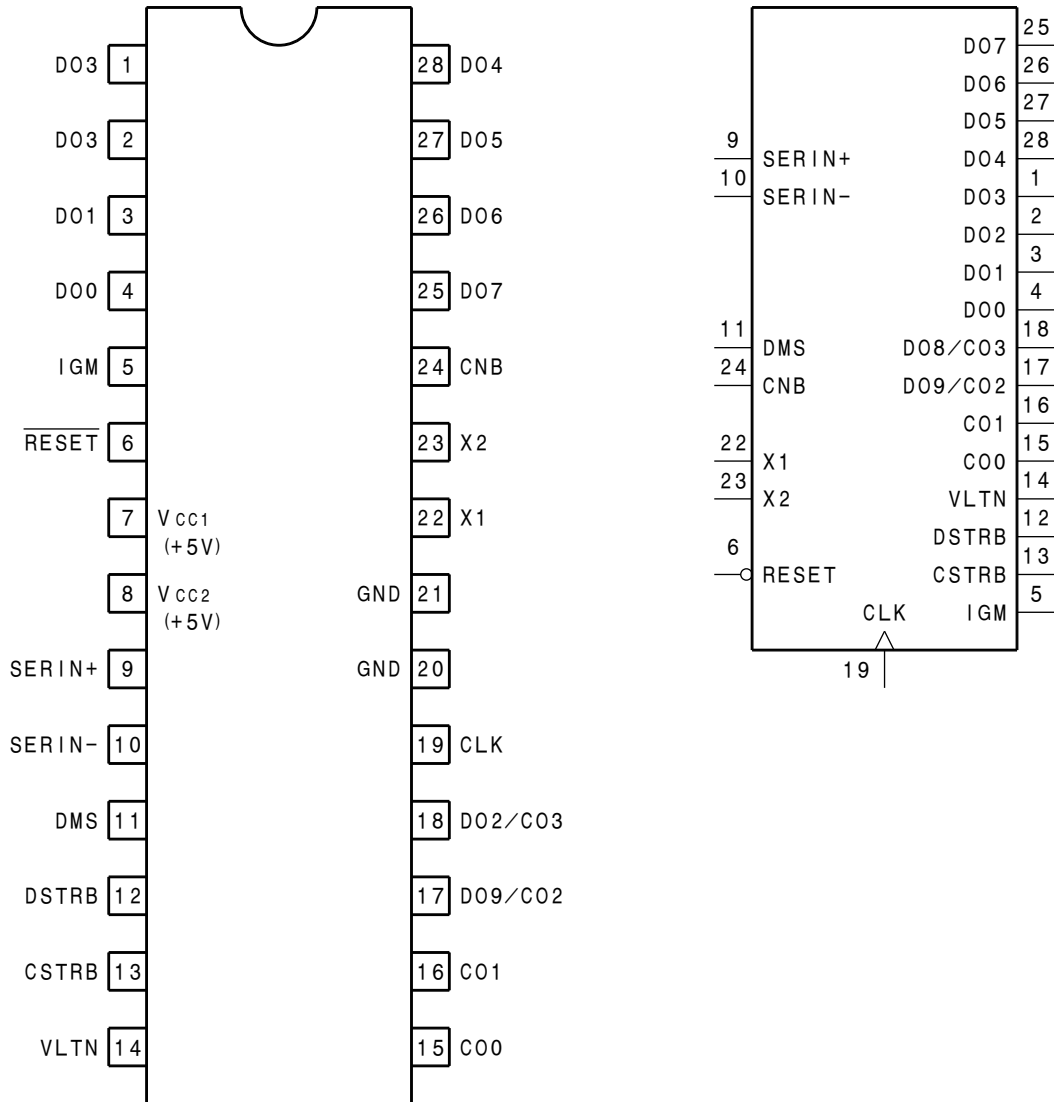 DO3 1
DO3 2
DO1 3
DO0 4
IGM 5
RESET 6
7 VCC1
(+5V)
8 VCC2
(+5V)
SERIN+ 9
SERIN- 10
DMS 11
DSTRB 12
CSTRB 13
VLTN 14
28 DO4
27 DO5
26 DO6
25 DO7
24 CNB
23 X2
22 X1
GND 21
GND 20
19 CLK
18 DO2/CO3
17 DO9/CO2
16 CO1
15 CO0
9
SERIN+
10
SERIN-
11
DMS
24
CNB
22
X1
23
X2
6
RESET
25
DO7
26
DO6
27
DO5
28
DO4
1
DO3
2
DO2
3
DO1
4
DO0
18
DO8/CO3
17
DO9/CO2
16
CO1
15
CO0
14
VLTN
12
DSTRB
13
CSTRB
5
IGM
CLK
19